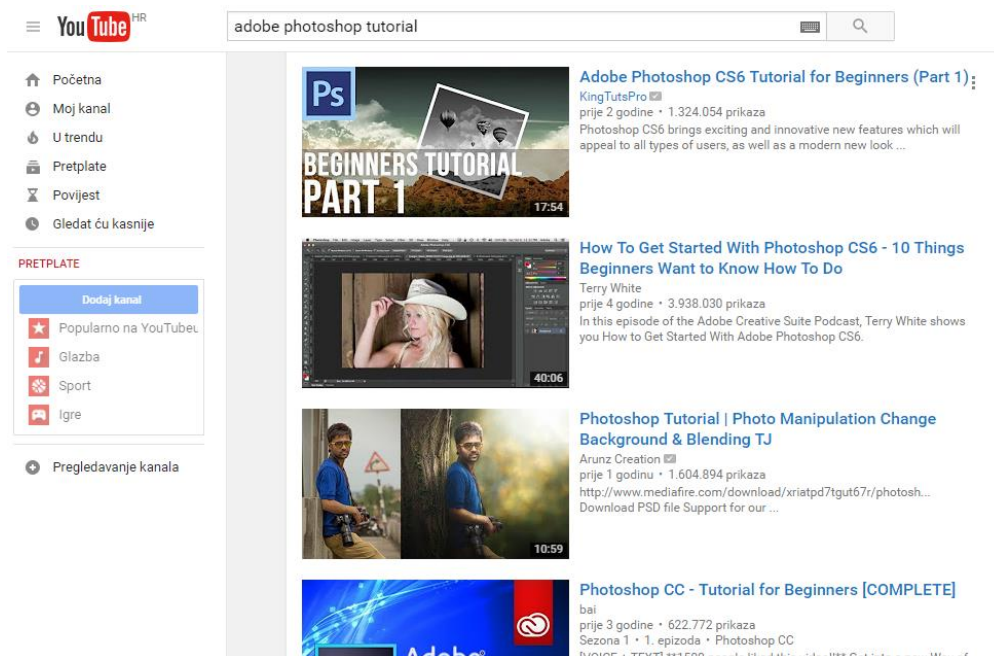 YouTube HR
adobe photoshop tutorial
Početna
Moj kanal
U trendu
Pretplate
Povijest
Gledat ću kasnije
PRETPLATE
Dodaj kanal
Popularno na YouTubeu
Glazba
Sport
Igre
Pregledavanje kanala
Ps
BEGINNERS TUTORIAL
PART 1
17:54
Adobe Photoshop CS6 Tutorial for Beginners (Part 1)
KingTutsPro
prije 2 godine • 1.324.054 prikaza
Photoshop CS6 brings exciting and innovative new features which will
appeal to all types of users, as well as a modern new look ...
40:06
How To Get Started With Photoshop CS6 - 10 Things
Beginners Want to Know How To Do
Terry White
prije 4 godine • 3.938.030 prikaza
In this episode of the Adobe Creative Suite Podcast, Terry White shows
you How to Get Started With Adobe Photoshop CS6.
10:59
Photoshop Tutorial | Photo Manipulation Change
Background & Blending TJ
Arunz Creation
prije 1 godinu • 1.604.894 prikaza
http://www.mediafire.com/download/xriatpd7tgut67r/photosh...
Download PSD file Support for our ...
Adobe®
Photoshop CC - Tutorial for Beginners [COMPLETE]
bai
prije 3 godine • 622.772 prikaza
Sezona 1 • 1. epizoda • Photoshop CC